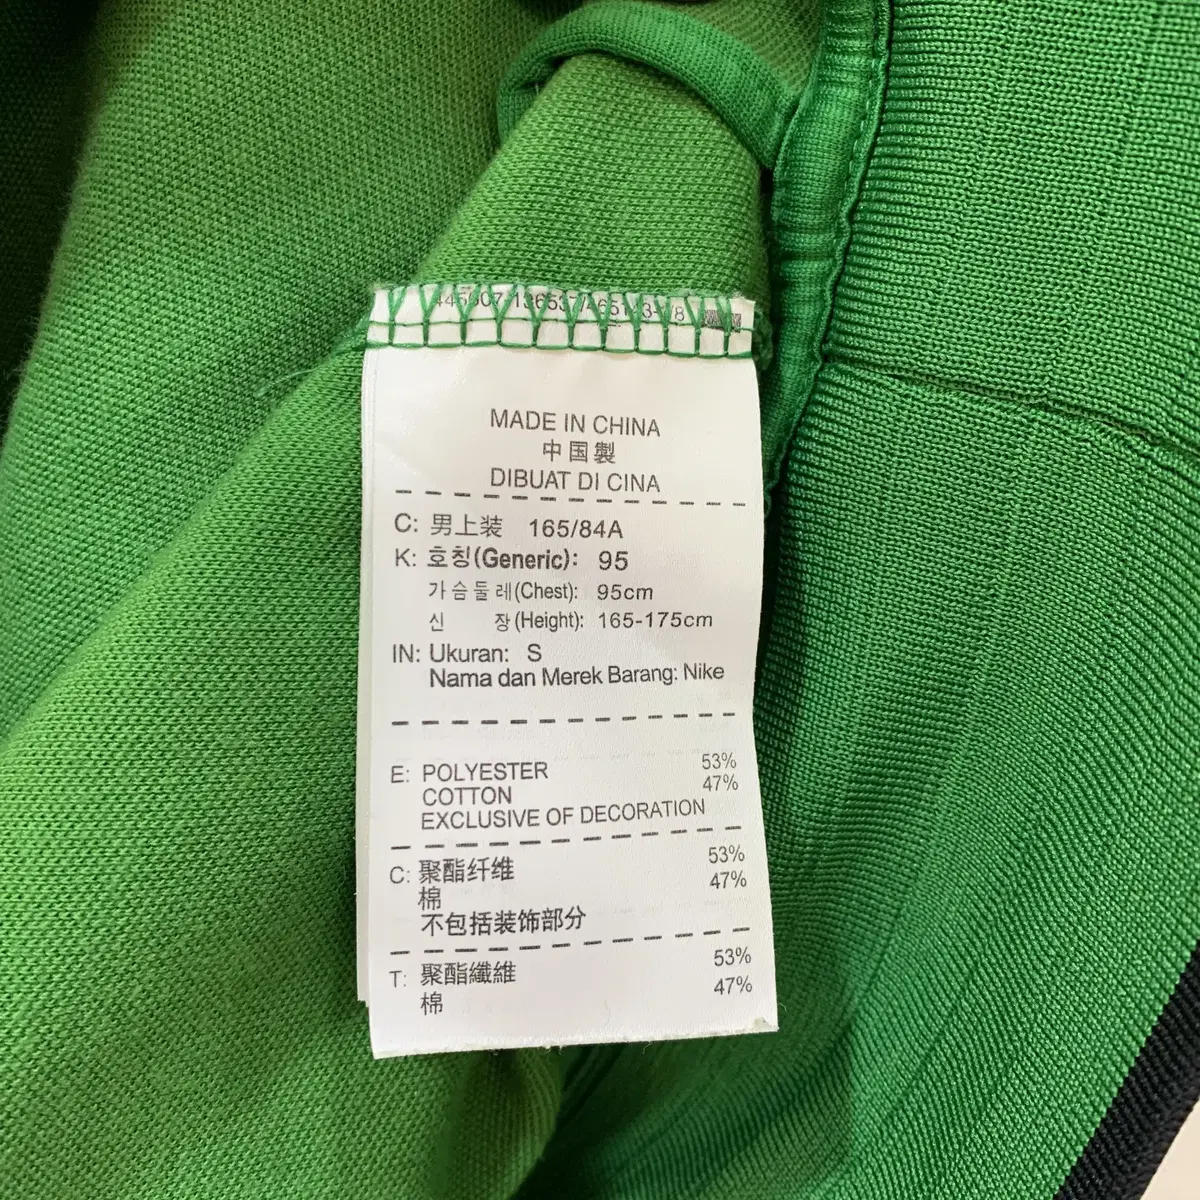 MADE IN CHINA
中国製
DIBUAT DI CINA
C: 男上装 165/84A
K: 호칭(Generic): 95
가슴둘레(Chest): 95cm
신 장(Height): 165-175cm
IN: Ukuran: S
Nama dan Merek Barang: Nike
E: POLYESTER 53%
COTTON 47%
EXCLUSIVE OF DECORATION
C: 聚酯纤维 53%
棉 47%
不包括装饰部分
T: 聚酯纖維 53%
棉 47%